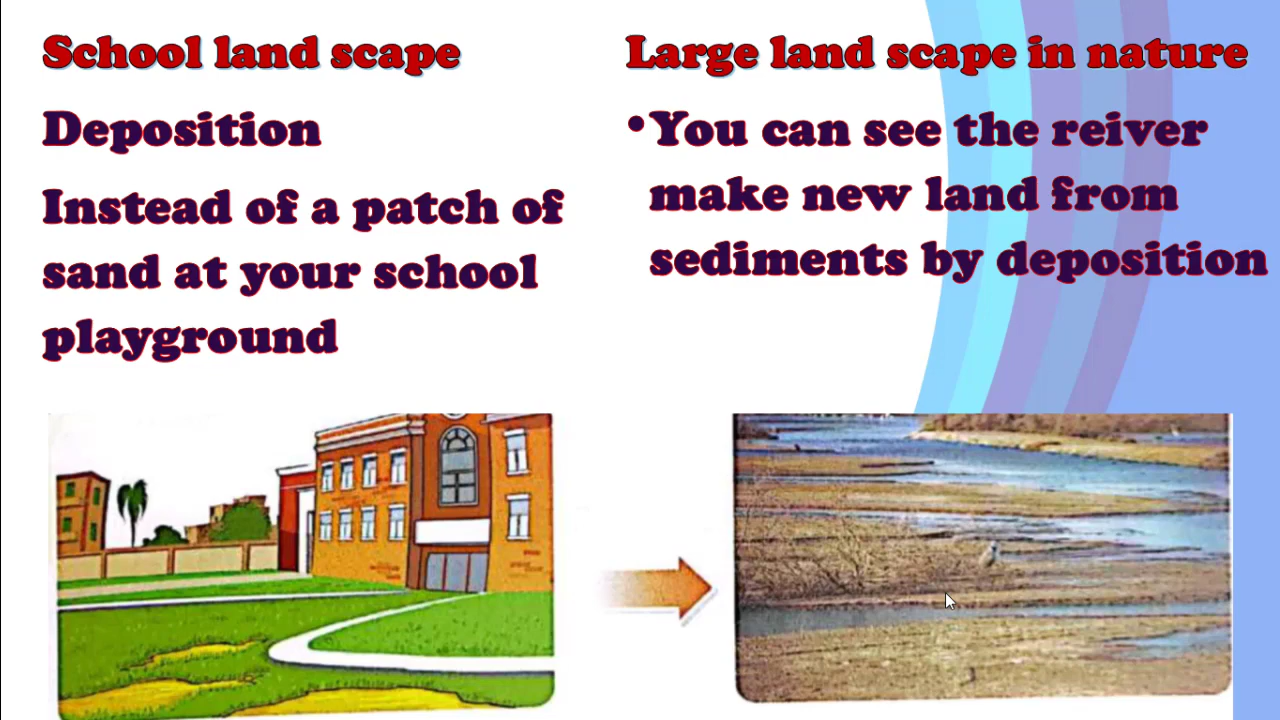 School land scape
Deposition
Instead of a patch of
sand at your school
playground
Large land scape in nature
•You can see the reiver
make new land from
sediments by deposition